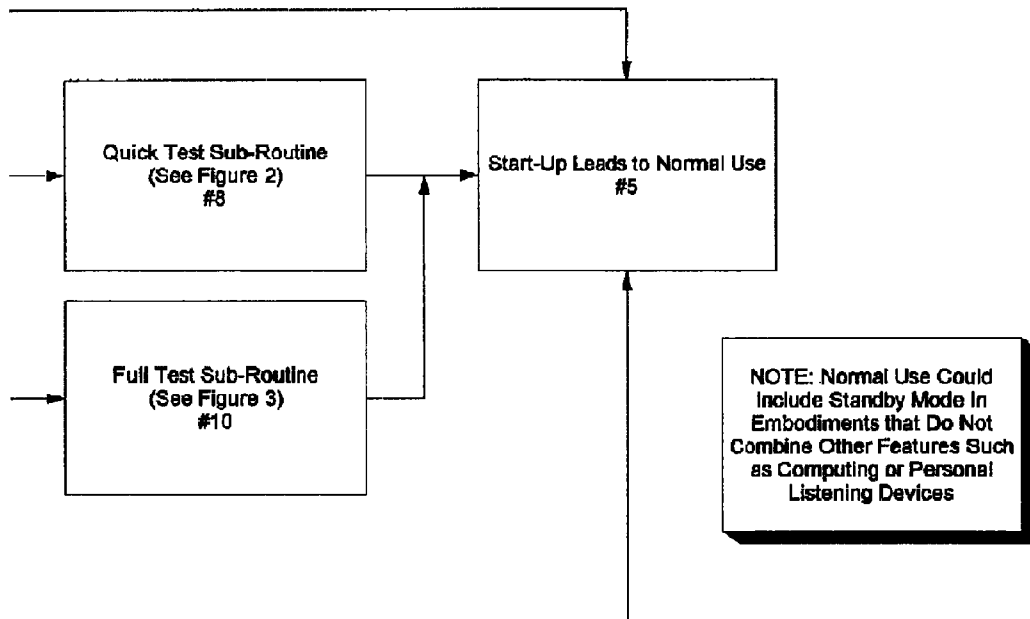 Quick Test Sub-Routine
(See Figure 2)
#8
Start-Up Leads to Normal Use
#5
Full Test Sub-Routine
(See Figure 3)
#10
NOTE: Normal Use Could
Include Standby Mode In
Embodiments that Do Not
Combine Other Features Such
as Computing or Personal
Listening Devices